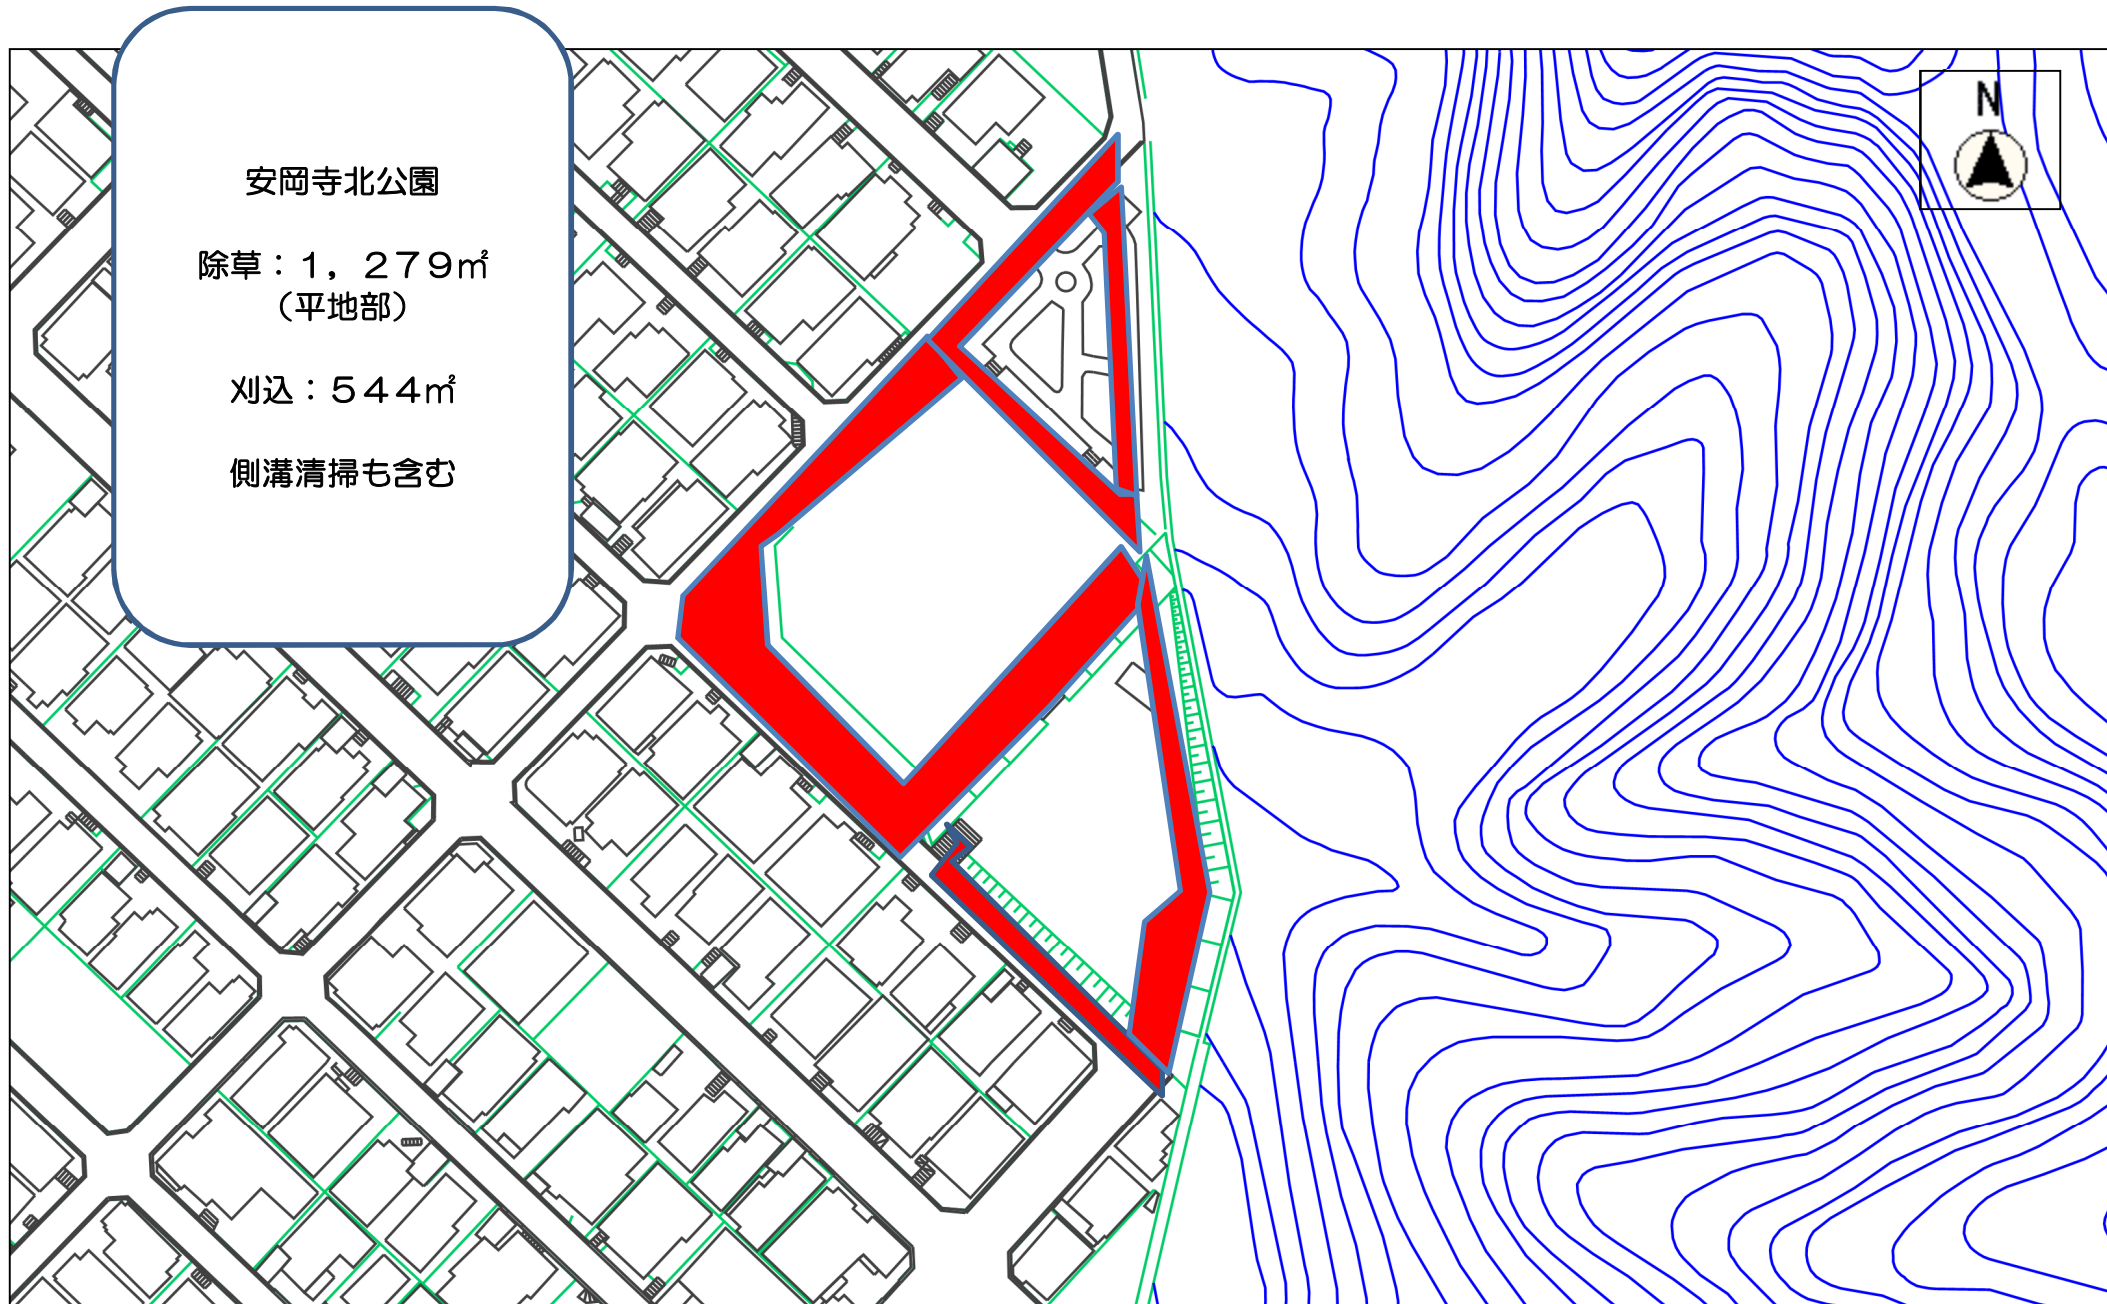 安岡寺北公園
除草：１，２７９㎡
（平地部）
刈込：５４４㎡
側溝清掃も含む
N